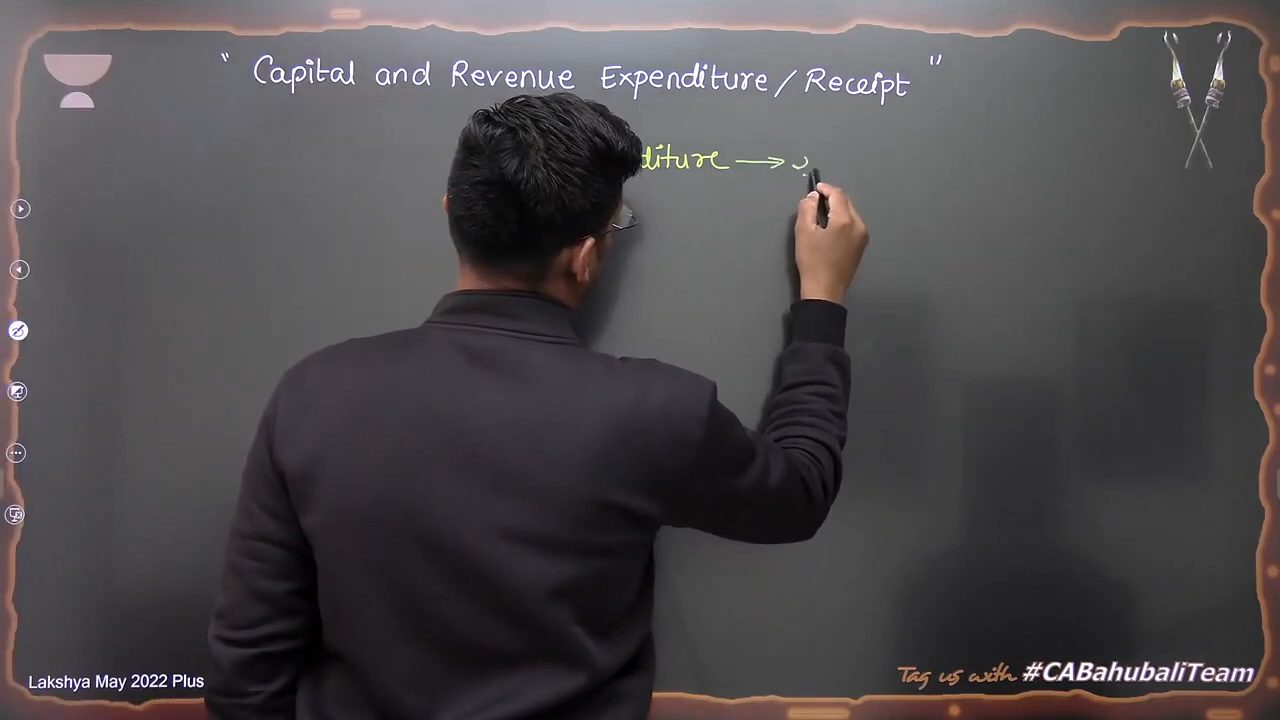 " Capital and Revenue Expenditure / Receipt "
diture →
Lakshya May 2022 Plus
Tag us with #CABahubaliTeam